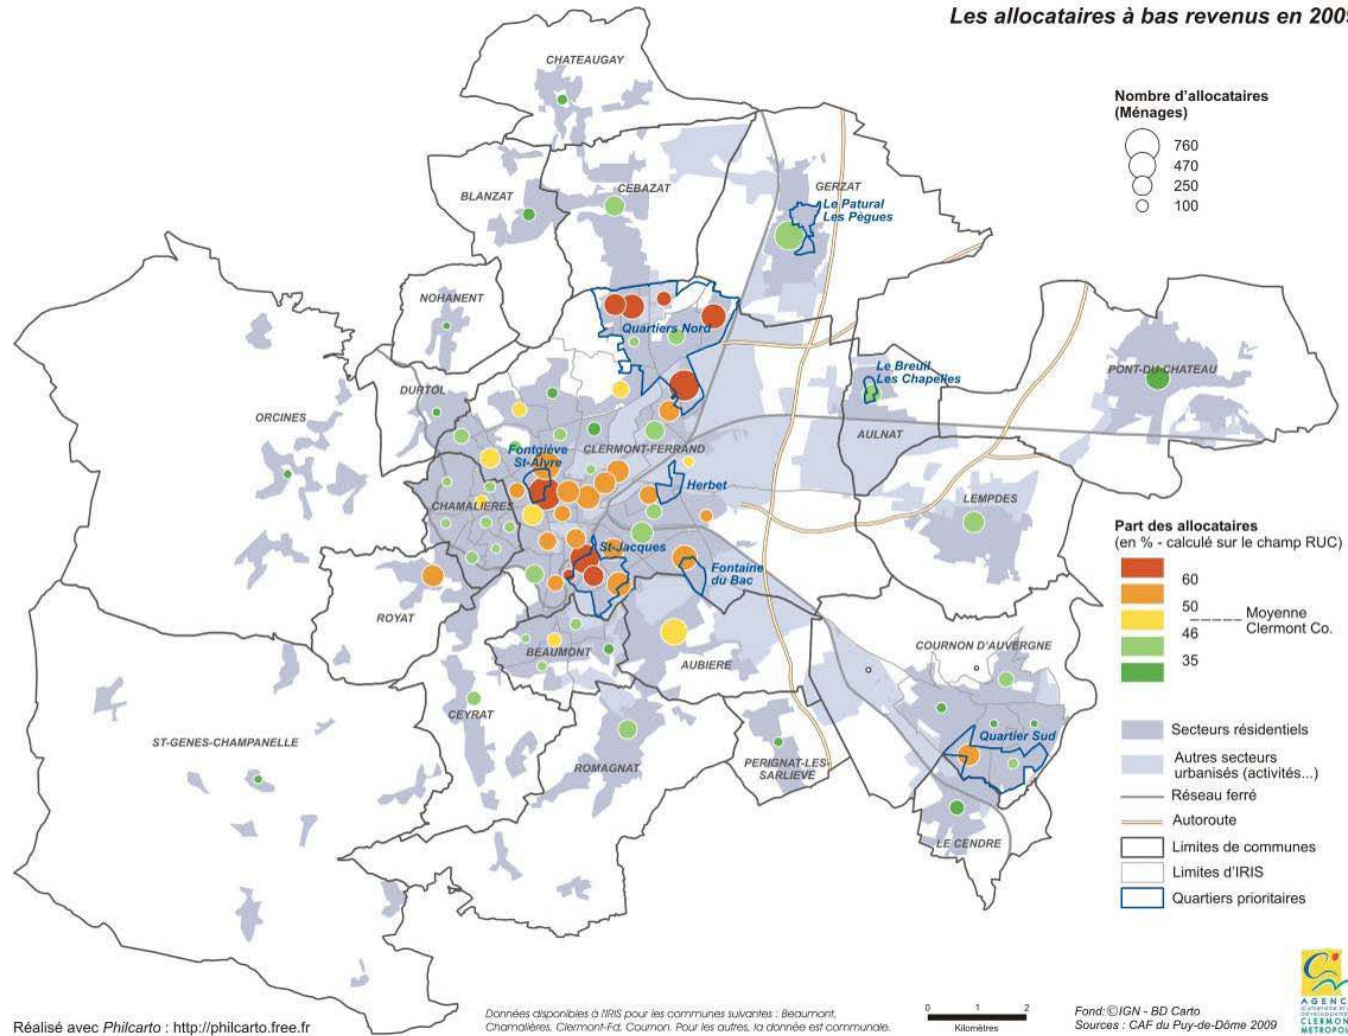 Les allocataires à bas revenus en 2009
Nombre d'allocataires
(Ménages)
760
470
250
100
CHATEAUGAY
BLANZAT
CEBAZAT
GERZAT
Le Patural
Les Pègues
NOHANENT
Quartiers Nord
DURTOL
ORCINES
Le Breuil
Les Chapelles
PONT-DU-CHATEAU
AULNAT
CLERMONT-FERRAND
Fontgiève
St-Alyre
Herbet
CHAMALIERES
LEMPDES
St-Jacques
Fontaine
du Bac
ROYAT
BEAUMONT
AUBIERE
COURNON D'AUVERGNE
CEYRAT
ST-GENES-CHAMPANELLE
ROMAGNAT
PERIGNAT-LES-
SARLIEVE
Quartier Sud
LE CENDRE
Part des allocataires
(en % - calculé sur le champ RUC)
60
50
Moyenne
Clermont Co.
46
35
Secteurs résidentiels
Autres secteurs
urbanisés (activités...)
Réseau ferré
Autoroute
Limites de communes
Limites d'IRIS
Quartiers prioritaires
Réalisé avec Philcarto : http://philcarto.free.fr
Données disponibles à l'IRIS pour les communes suivantes : Beaumont,
Chamalières, Clermont-Fd, Cournon. Pour les autres, la donnée est communale.
0 1 2
Kilomètres
Fond:©IGN - BD Carto
Sources : CAF du Puy-de-Dôme 2009
AGENCE
CLERMONT
METROPOLE